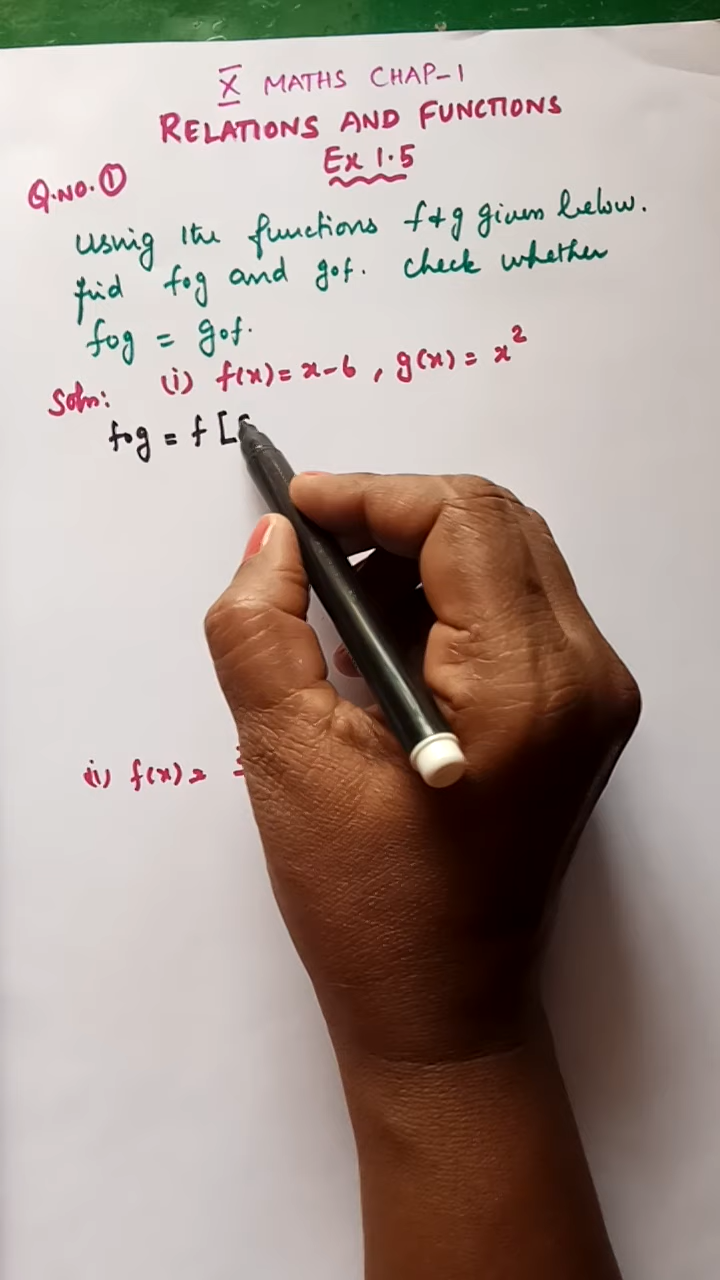 X MATHS CHAP-1
RELATIONS AND FUNCTIONS
Ex 1.5
Q.NO.①
Using the functions f & g given below.
find fog and gof. check whether
fog = gof.
Soln: (i) f(x) = x-6, g(x) = x²
fog = f [
(ii) f(x) =